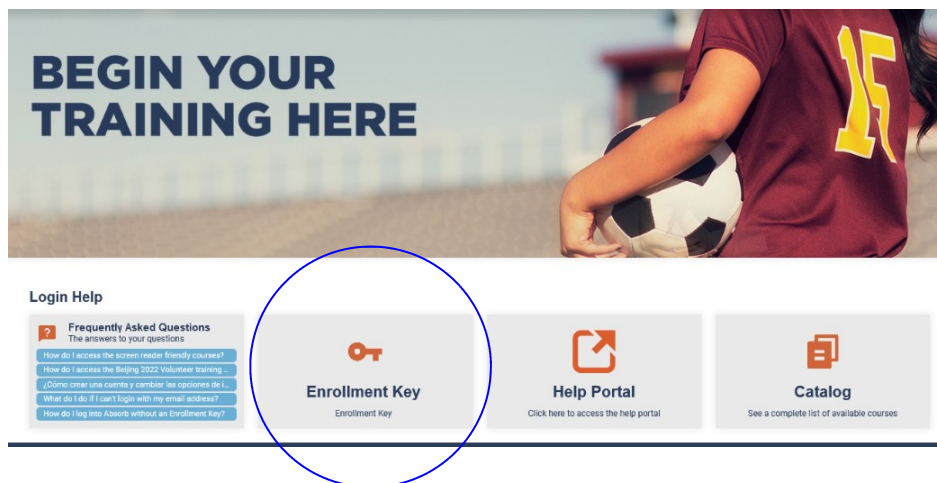 BEGIN YOUR
TRAINING HERE
15
Login Help
Frequently Asked Questions
The answers to your questions
How do I access the screen reader friendly courses?
How do I access the Beijing 2022 Volunteer training ...
¿Cómo crear una cuenta y cambiar las opciones de i...
What do I do if I can't login with my email address?
How do I log into Absorb without an Enrollment Key?
Enrollment Key
Enrollment Key
Help Portal
Click here to access the help portal
Catalog
See a complete list of available courses